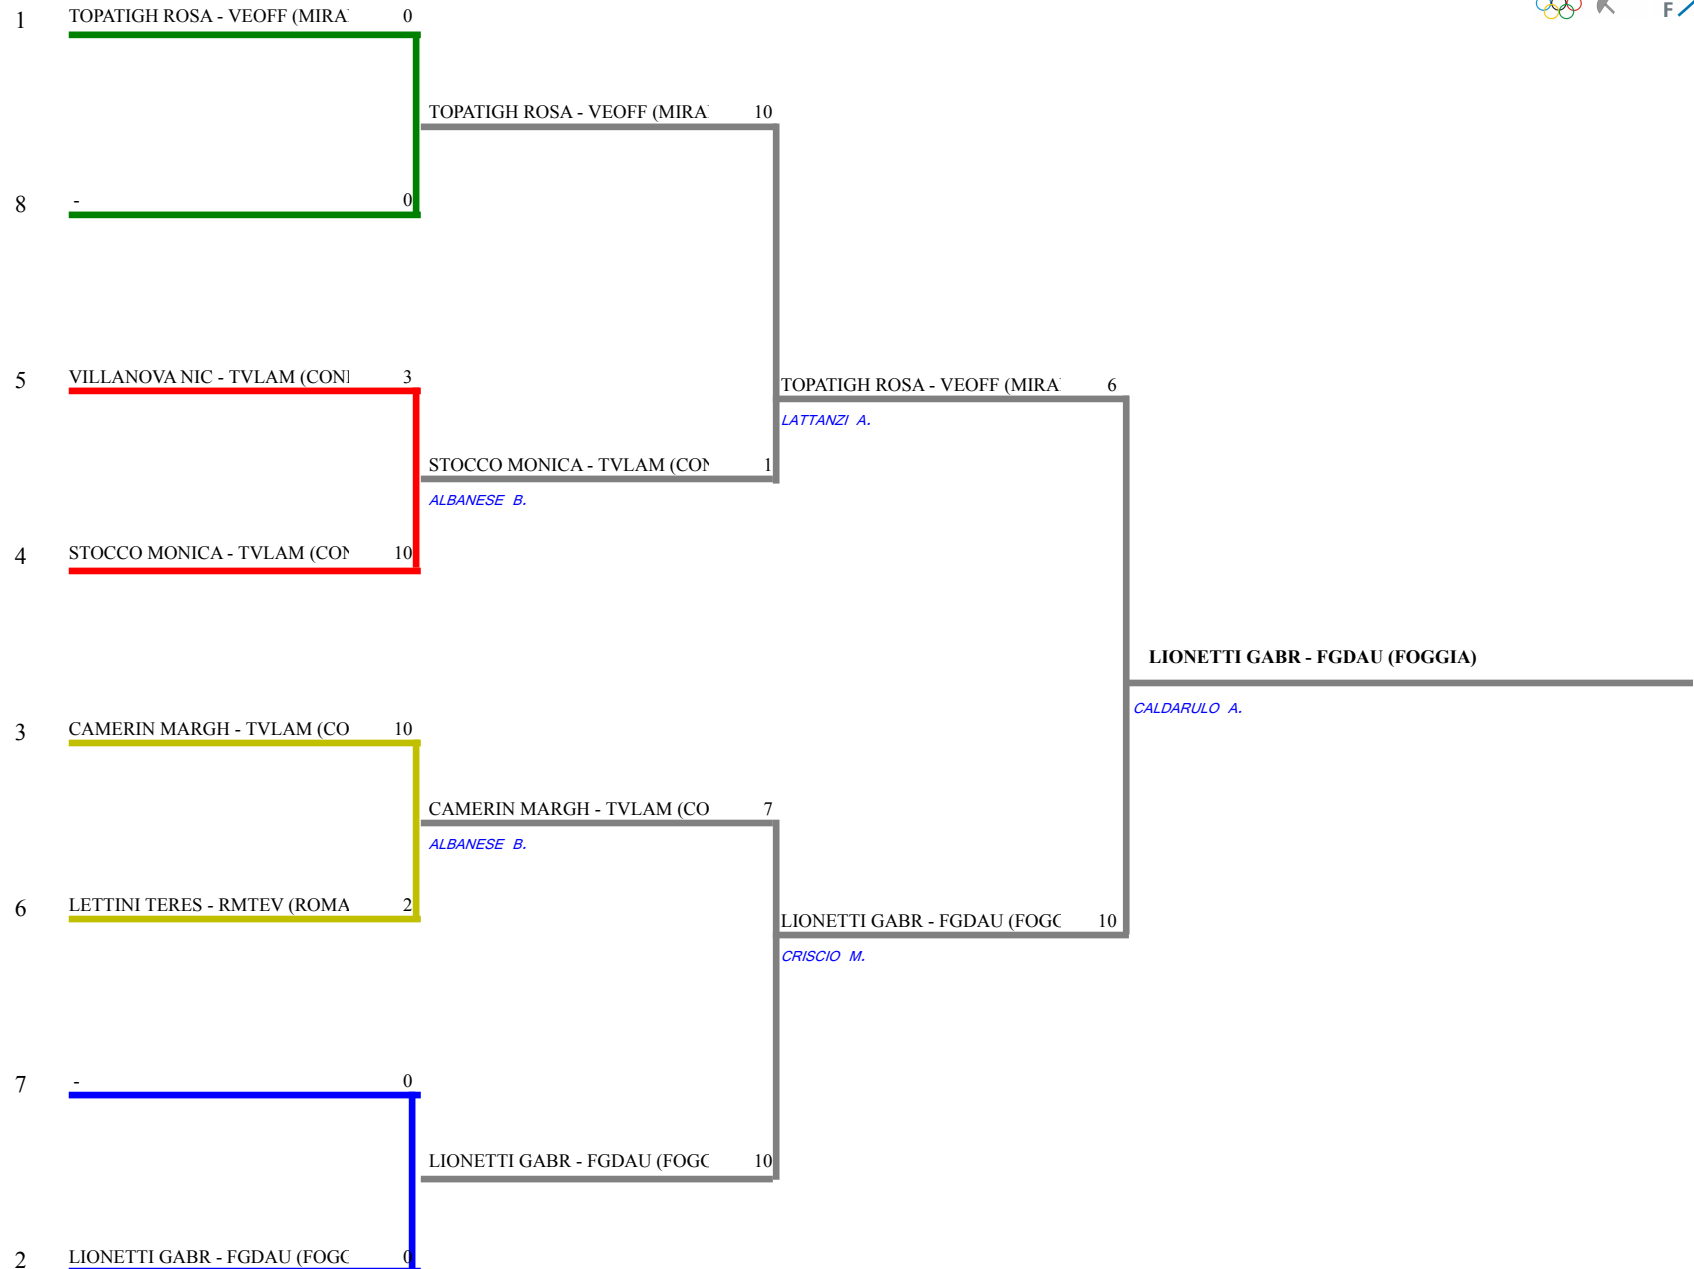 1 TOPATIGH ROSA - VEOFF (MIRA 0
F
TOPATIGH ROSA - VEOFF (MIRA 10
8 - 0
5 VILLANOVA NIC - TVLAM (CON 3
TOPATIGH ROSA - VEOFF (MIRA 6
LATTANZI A.
STOCCO MONICA - TVLAM (CON 1
ALBANESE B.
4 STOCCO MONICA - TVLAM (CON 10
LIONETTI GABR - FGDAU (FOGGIA)
CALDARULO A.
3 CAMERIN MARGH - TVLAM (CO 10
CAMERIN MARGH - TVLAM (CO 7
ALBANESE B.
6 LETTINI TERES - RMTEV (ROMA 2
LIONETTI GABR - FGDAU (FOGG 10
CRISCIO M.
7 - 0
LIONETTI GABR - FGDAU (FOGG 10
2 LIONETTI GABR - FGDAU (FOGG 0